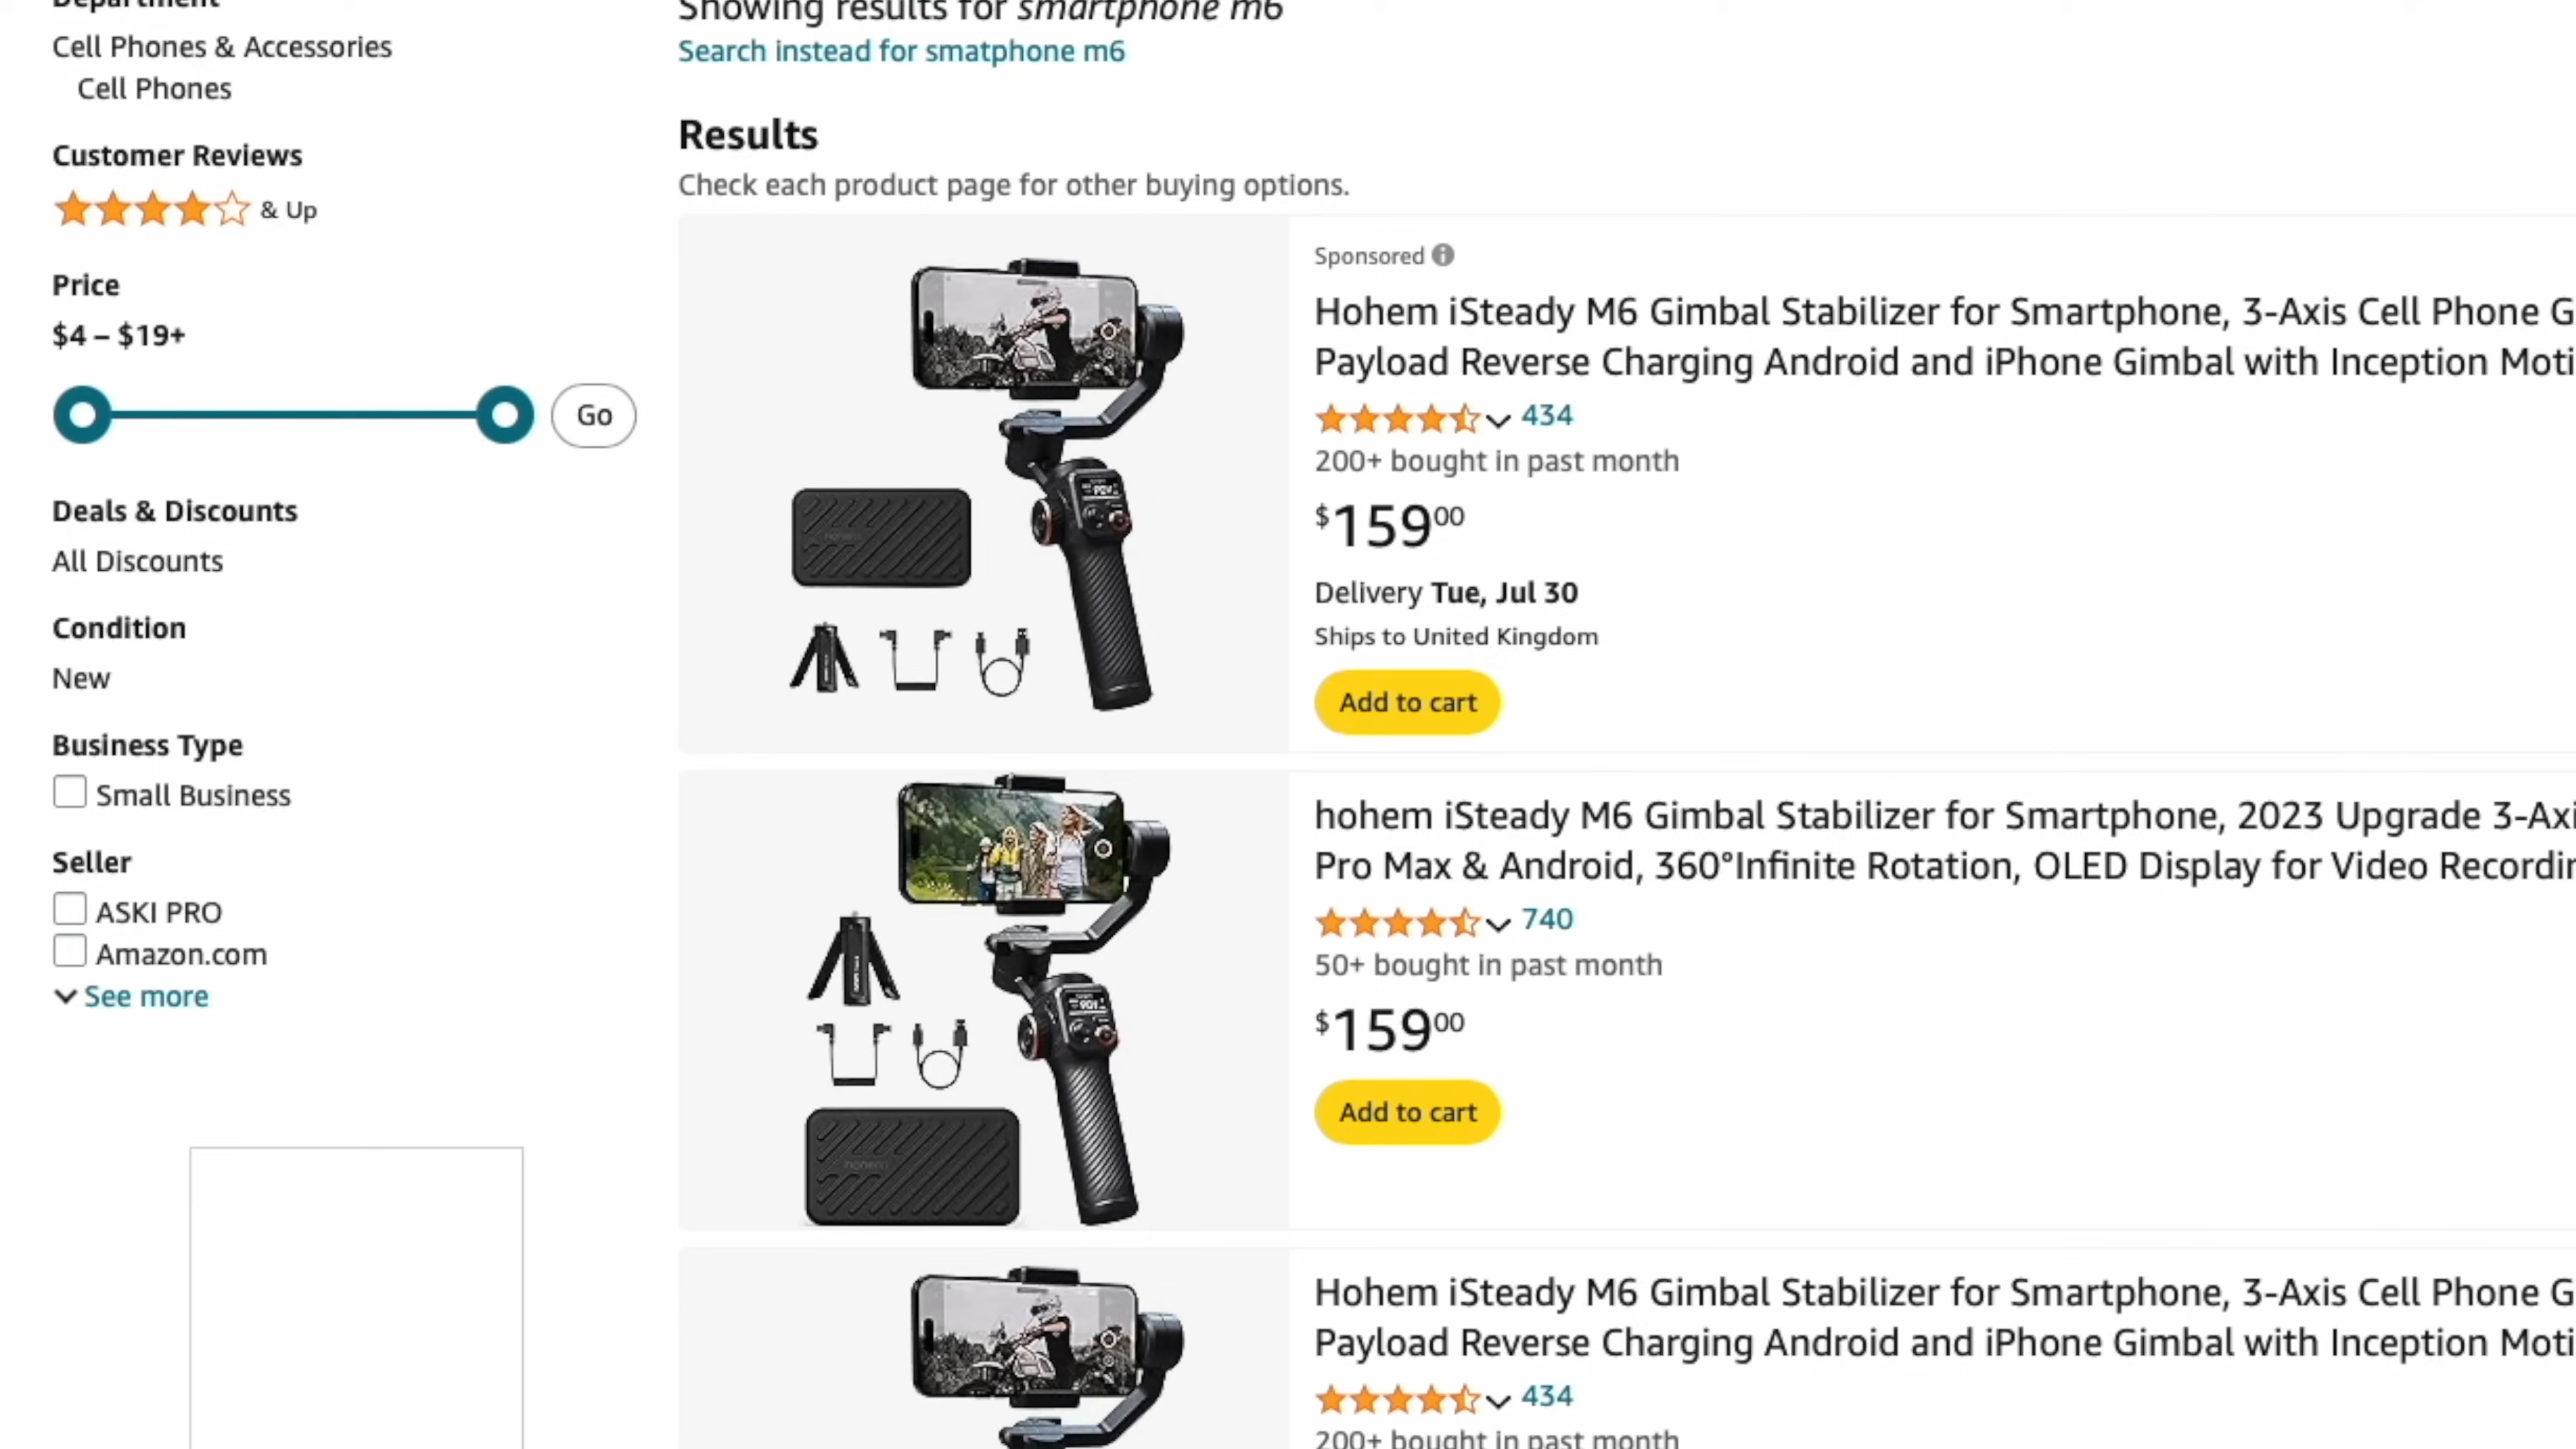 Department
Cell Phones & Accessories
Cell Phones
Customer Reviews
& Up
Price
$4 – $19+
Go
Deals & Discounts
All Discounts
Condition
New
Business Type
Small Business
Seller
ASKI PRO
Amazon.com
See more
Showing results for smartphone m6
Search instead for smatphone m6
Results
Check each product page for other buying options.
Sponsored
Hohem iSteady M6 Gimbal Stabilizer for Smartphone, 3-Axis Cell Phone G
Payload Reverse Charging Android and iPhone Gimbal with Inception Moti
434
200+ bought in past month
$15900
Delivery Tue, Jul 30
Ships to United Kingdom
Add to cart
hohem iSteady M6 Gimbal Stabilizer for Smartphone, 2023 Upgrade 3-Axi
Pro Max & Android, 360°Infinite Rotation, OLED Display for Video Recordin
740
50+ bought in past month
$15900
Add to cart
Hohem iSteady M6 Gimbal Stabilizer for Smartphone, 3-Axis Cell Phone G
Payload Reverse Charging Android and iPhone Gimbal with Inception Moti
434
200+ bought in past month